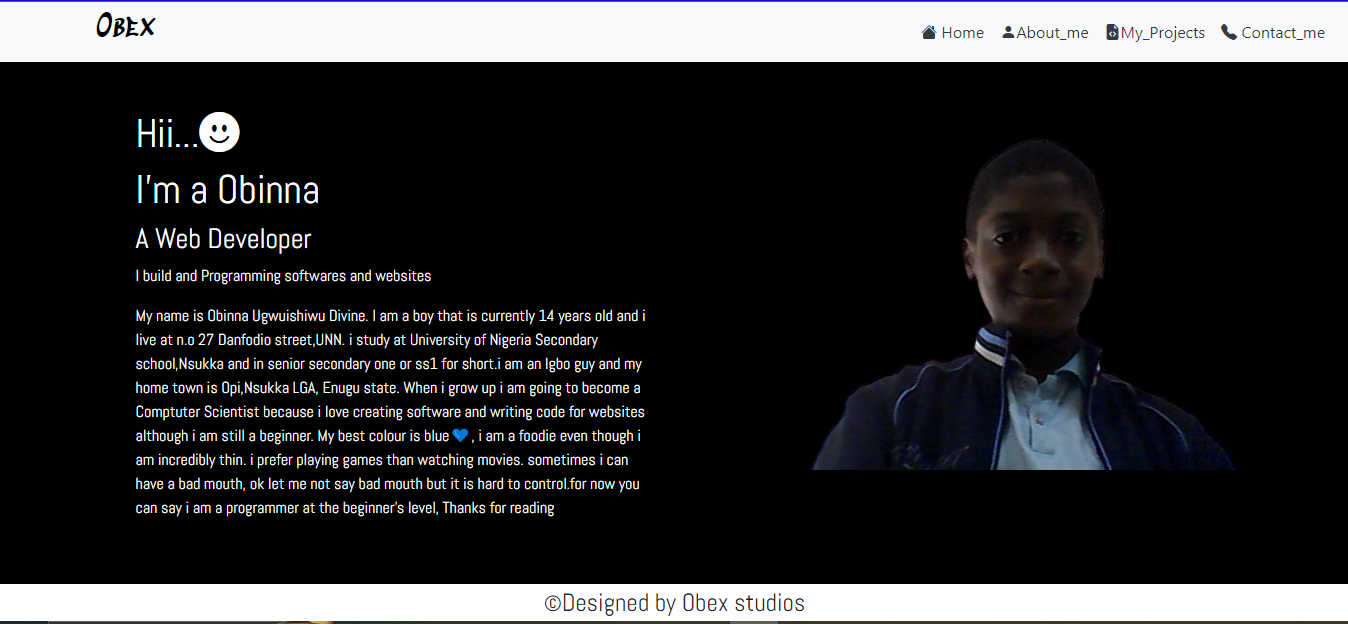 Obex
Home About_me My_Projects Contact_me
Hii...
I'm a Obinna
A Web Developer
I build and Programming softwares and websites
My name is Obinna Ugwuishiwu Divine. I am a boy that is currently 14 years old and i
live at n.o 27 Danfodio street,UNN. i study at University of Nigeria Secondary
school,Nsukka and in senior secondary one or ss1 for short.i am an Igbo guy and my
home town is Opi,Nsukka LGA, Enugu state. When i grow up i am going to become a
Comptuter Scientist because i love creating software and writing code for websites
although i am still a beginner. My best colour is blue 💙 , i am a foodie even though i
am incredibly thin. i prefer playing games than watching movies. sometimes i can
have a bad mouth, ok let me not say bad mouth but it is hard to control.for now you
can say i am a programmer at the beginner's level, Thanks for reading
©Designed by Obex studios